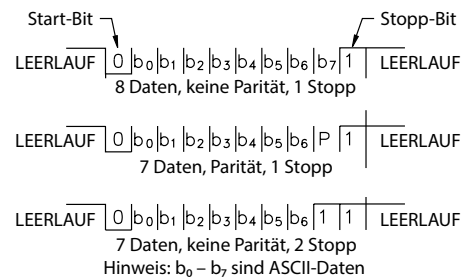 Start-Bit Stopp-Bit
LEERLAUF 0 b₀ b₁ b₂ b₃ b₄ b₅ b₆ b₇ 1 LEERLAUF
8 Daten, keine Parität, 1 Stopp
LEERLAUF 0 b₀ b₁ b₂ b₃ b₄ b₅ b₆ P 1 LEERLAUF
7 Daten, Parität, 1 Stopp
LEERLAUF 0 b₀ b₁ b₂ b₃ b₄ b₅ b₆ 1 1 LEERLAUF
7 Daten, keine Parität, 2 Stopp
Hinweis: b₀ – b₇ sind ASCII-Daten